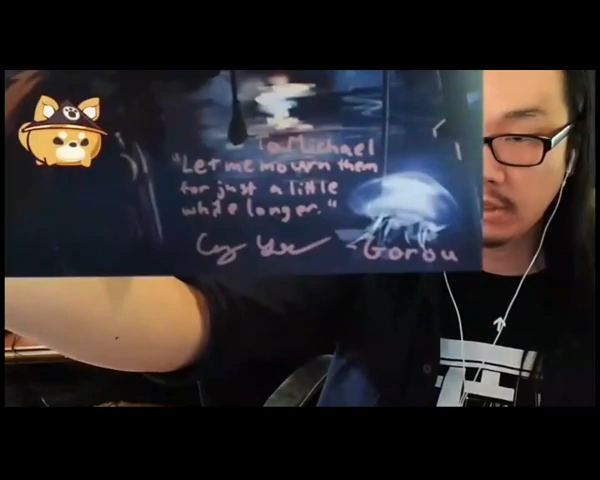 To Michael
"Let me mourn them
for just a little
while longer."
-Gorou